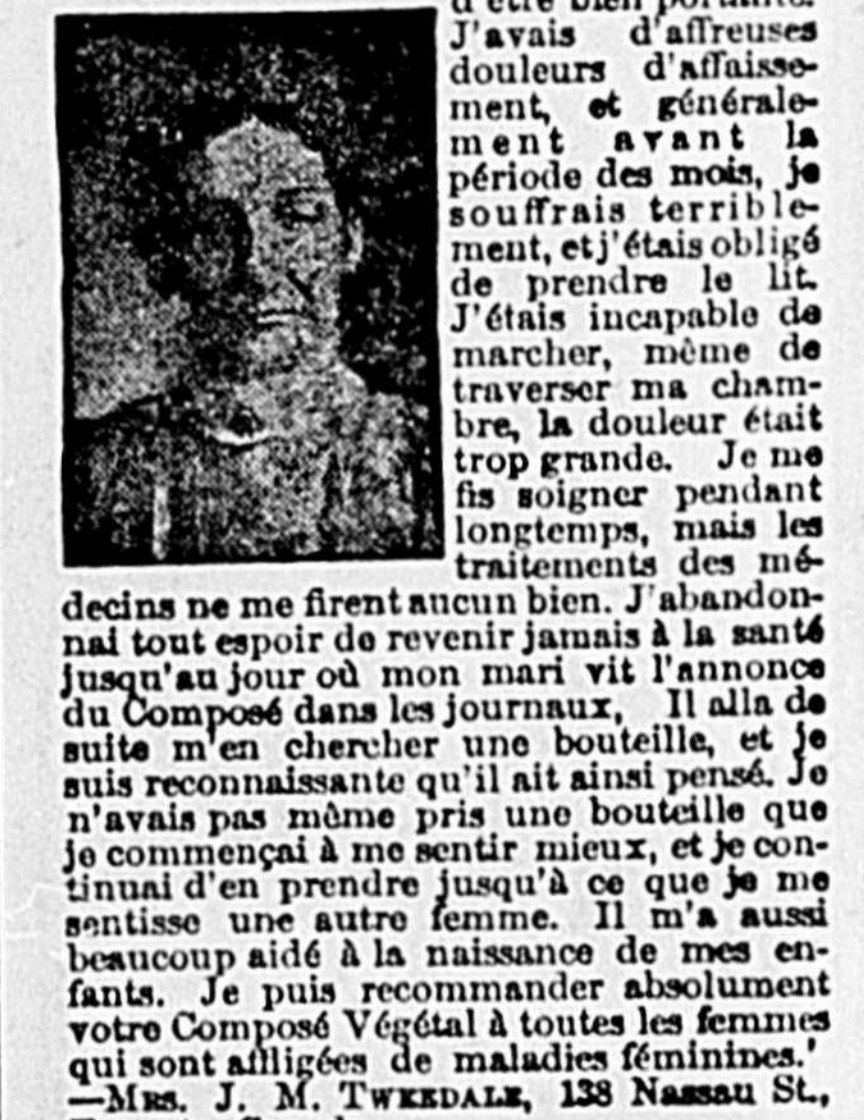 d'être bien portante.
J'avais d'affreuses
douleurs d'affaisse-
ment, et générale-
ment avant la
période des mois, je
souffrais terrible-
ment, et j'étais obligé
de prendre le lit.
J'étais incapable de
marcher, même de
traverser ma cham-
bre, la douleur était
trop grande. Je me
fis soigner pendant
longtemps, mais les
traitements des mé-
decins ne me firent aucun bien. J'abandon-
nai tout espoir de revenir jamais à la santé
jusqu'au jour où mon mari vit l'annonce
du Composé dans les journaux, Il alla de
suite m'en chercher une bouteille, et je
suis reconnaissante qu'il ait ainsi pensé. Je
n'avais pas même pris une bouteille que
je commençai à me sentir mieux, et je con-
tinuai d'en prendre jusqu'à ce que je me
sentisse une autre femme. Il m'a aussi
beaucoup aidé à la naissance de mes en-
fants. Je puis recommander absolument
votre Composé Végétal à toutes les femmes
qui sont affligées de maladies féminines.'
—MRS. J. M. TWEEDALE, 138 Nassau St.,